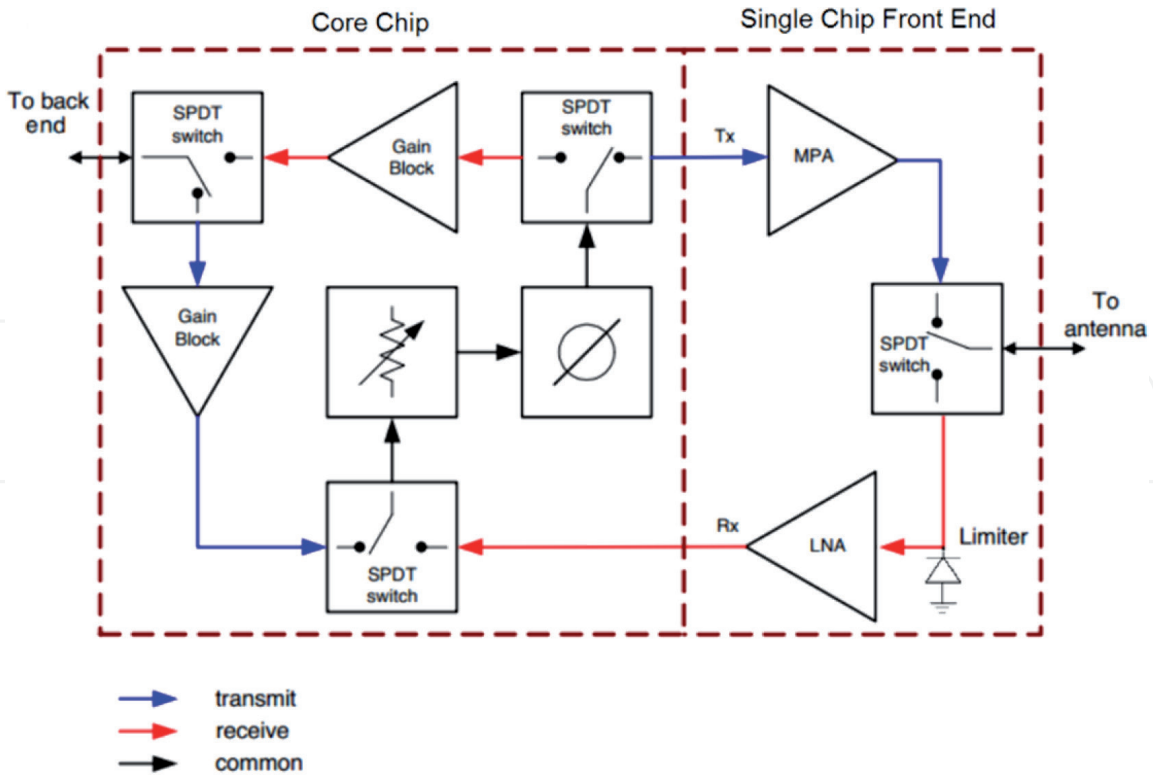 Core Chip
Single Chip Front End
To back
end
SPDT
switch
Gain
Block
SPDT
switch
Tx
MPA
Gain
Block
SPDT
switch
To
antenna
SPDT
switch
Rx
LNA
Limiter
transmit
receive
common